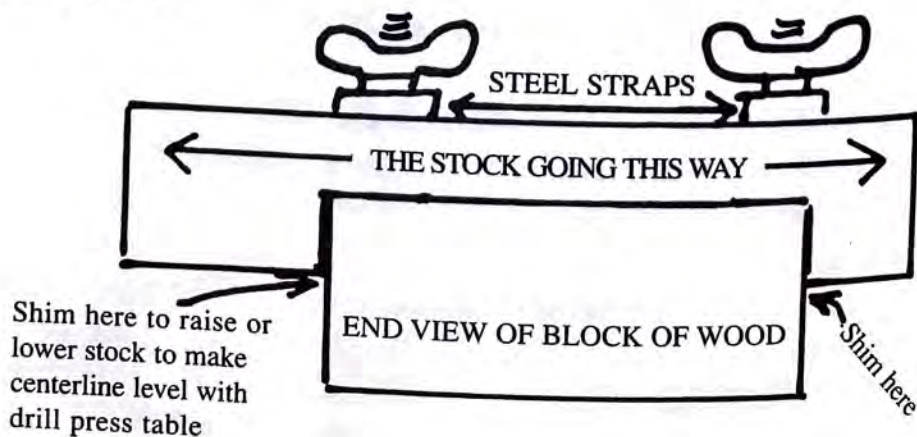 STEEL STRAPS
THE STOCK GOING THIS WAY
Shim here to raise or
lower stock to make
centerline level with
drill press table
END VIEW OF BLOCK OF WOOD
Shim here